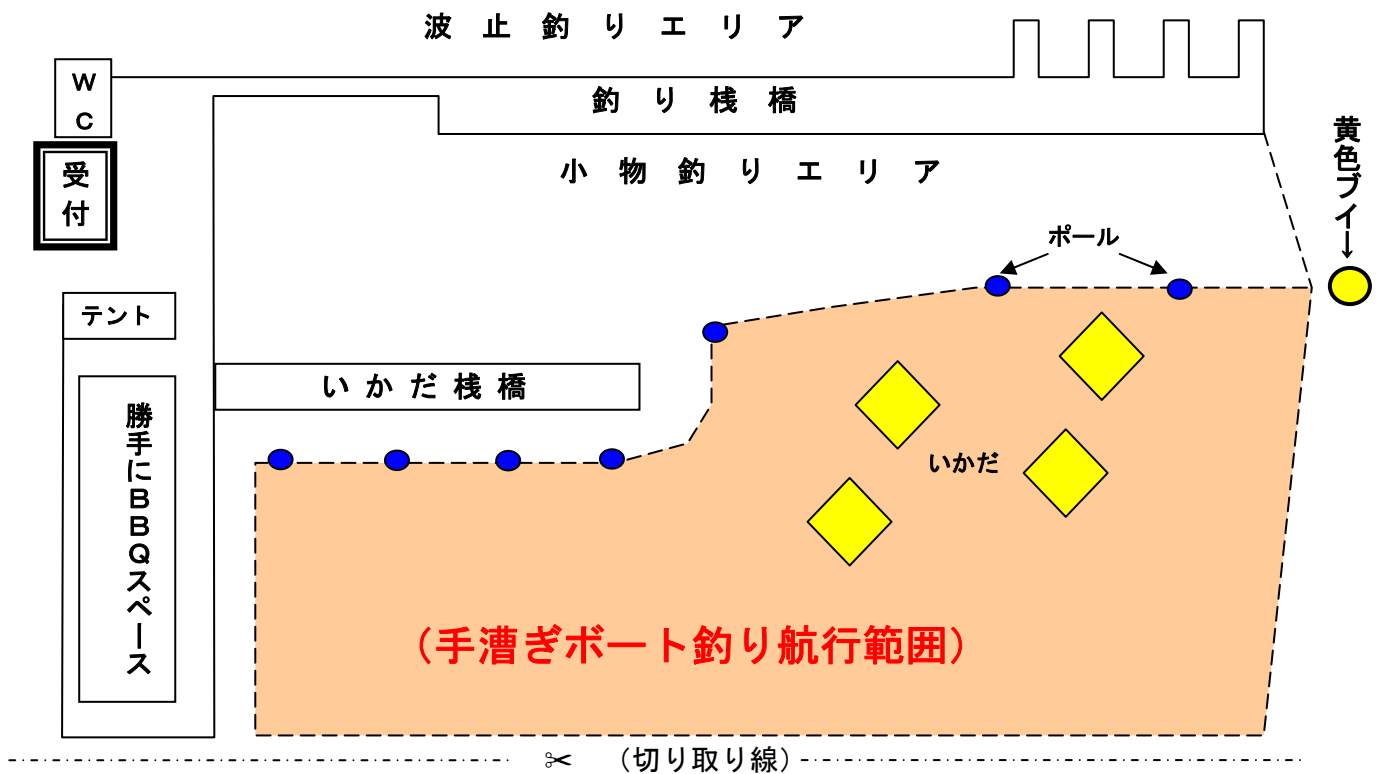 波止釣りエリア
WC
釣り桟橋
黄色ブイ↓
小物釣りエリア
受付
ポール
テント
いかだ桟橋
勝手にBBQスペース
いかだ
(手漕ぎボート釣り航行範囲)
✂ (切り取り線)